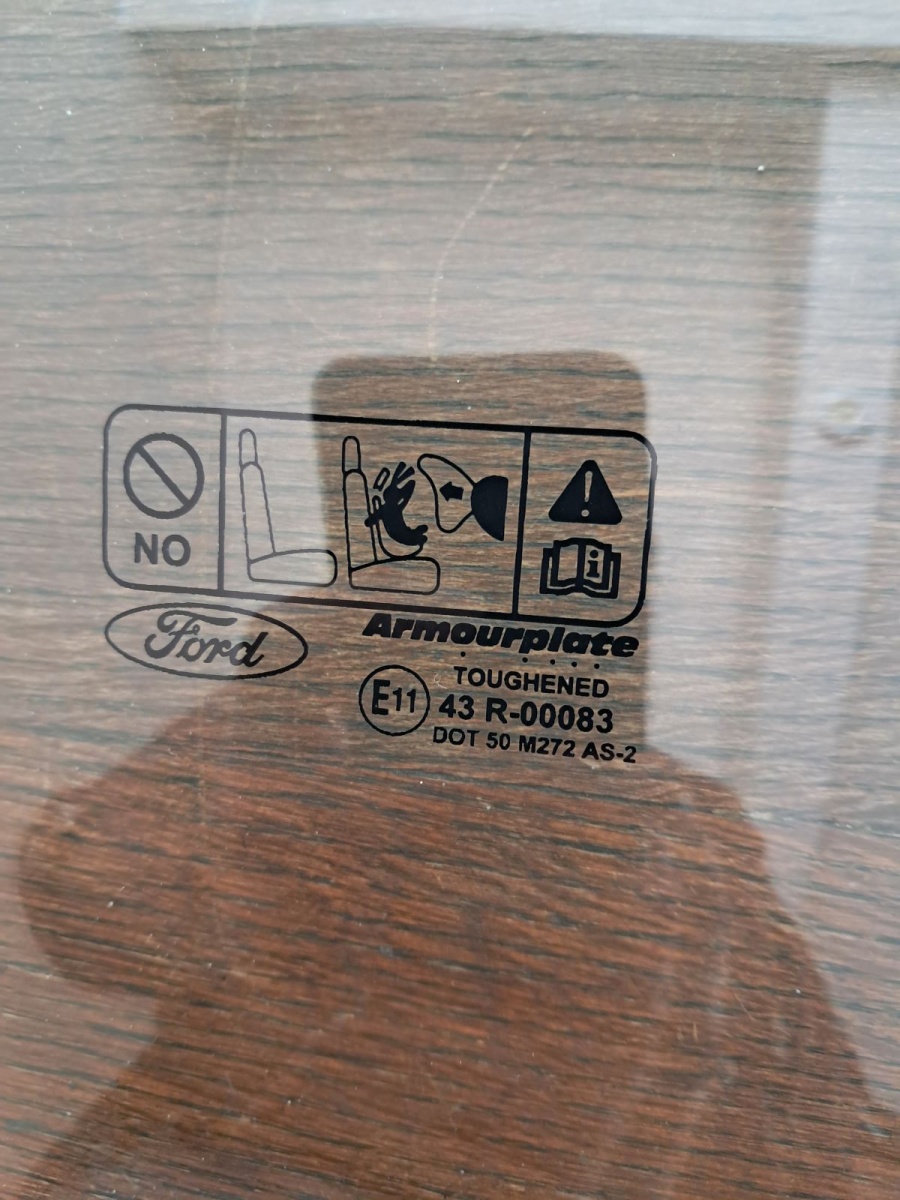 NO
i
Ford
Armourplate
TOUGHENED
E11 43 R-00083
DOT 50 M272 AS-2